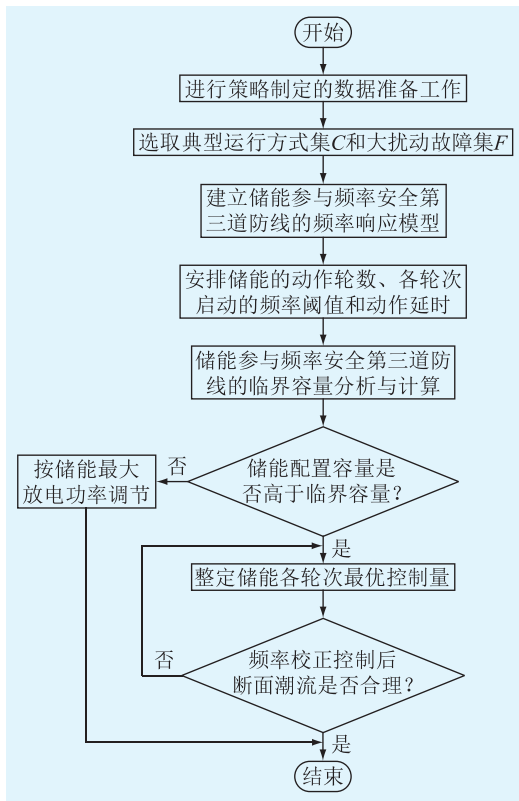 开始
进行策略制定的数据准备工作
选取典型运行方式集C和大扰动故障集F
建立储能参与频率安全第
三道防线的频率响应模型
安排储能的动作轮数、各轮次
启动的频率阈值和动作延时
储能参与频率安全第三道防
线的临界容量分析与计算
储能配置容量是
否高于临界容量？
否
按储能最大
放电功率调节
是
整定储能各轮次最优控制量
频率校正控制后
断面潮流是否合理？
否
是
结束